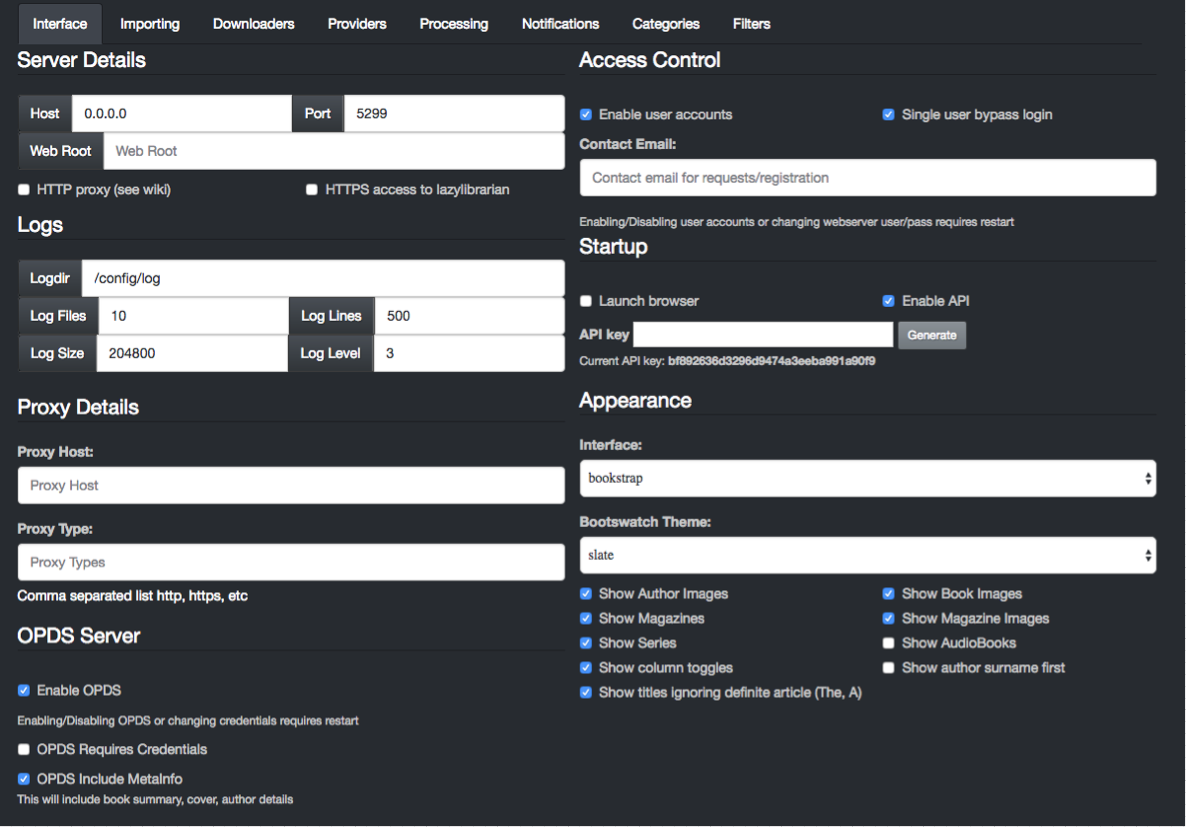 Interface Importing Downloaders Providers Processing Notifications Categories Filters
Server Details
Host 0.0.0.0 Port 5299
Web Root Web Root
HTTP proxy (see wiki) HTTPS access to lazylibrarian
Logs
Logdir /config/log
Log Files 10 Log Lines 500
Log Size 204800 Log Level 3
Proxy Details
Proxy Host:
Proxy Host
Proxy Type:
Proxy Types
Comma separated list http, https, etc
OPDS Server
Enable OPDS
Enabling/Disabling OPDS or changing credentials requires restart
OPDS Requires Credentials
OPDS Include MetaInfo
This will include book summary, cover, author details
Access Control
Enable user accounts Single user bypass login
Contact Email:
Contact email for requests/registration
Enabling/Disabling user accounts or changing webserver user/pass requires restart
Startup
Launch browser Enable API
API key Generate
Current API key: bf892636d3296d9474a3eeba991a90f9
Appearance
Interface:
bookstrap
Bootswatch Theme:
slate
Show Author Images Show Book Images
Show Magazines Show Magazine Images
Show Series Show AudioBooks
Show column toggles Show author surname first
Show titles ignoring definite article (The, A)